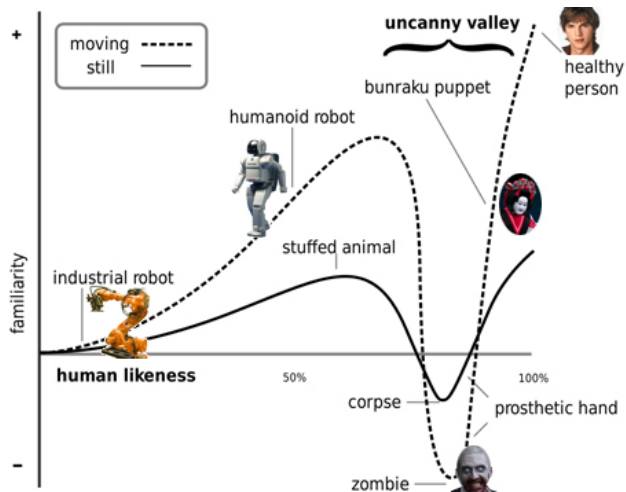 +
uncanny valley
moving
still
healthy
person
bunraku puppet
humanoid robot
stuffed animal
familiarity
industrial robot
human likeness
50%
100%
corpse
prosthetic hand
–
zombie